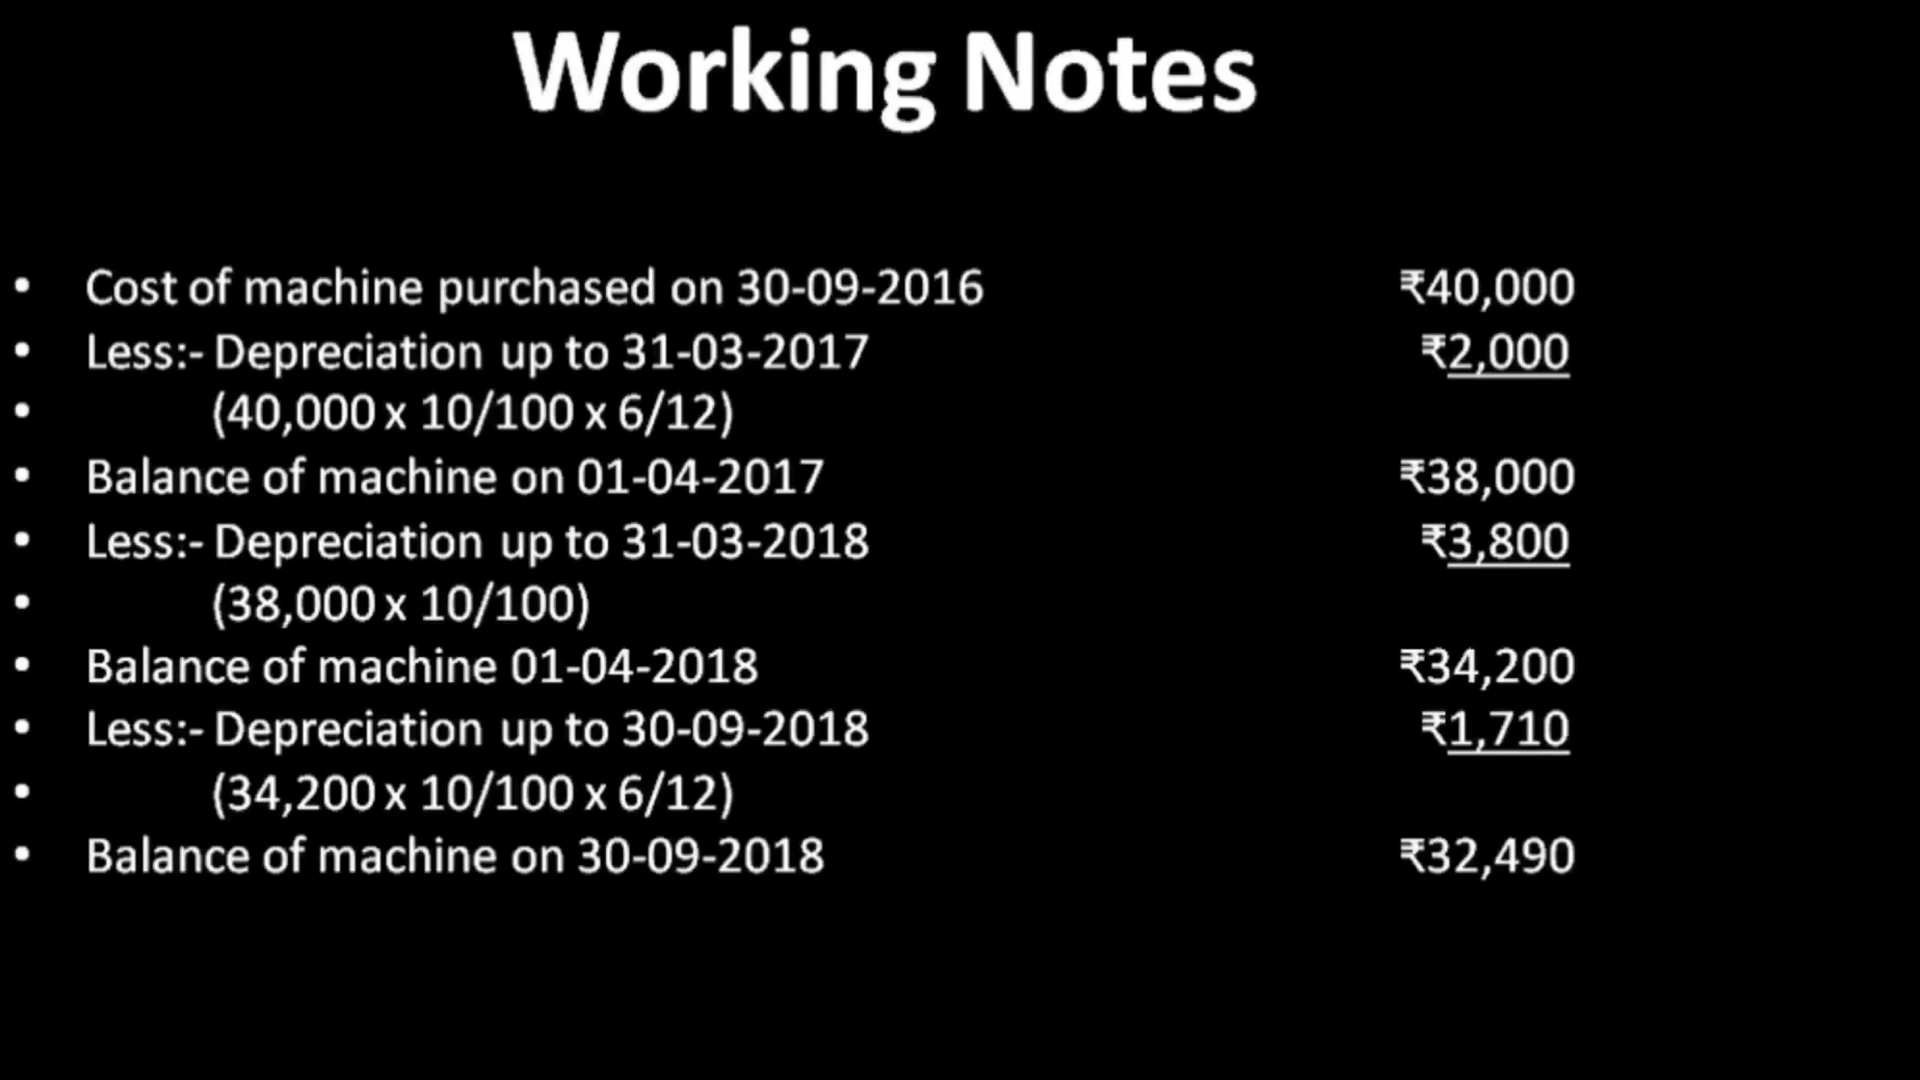 Working Notes
• Cost of machine purchased on 30-09-2016 ₹40,000
• Less:- Depreciation up to 31-03-2017 ₹2,000
• (40,000 x 10/100 x 6/12)
• Balance of machine on 01-04-2017 ₹38,000
• Less:- Depreciation up to 31-03-2018 ₹3,800
• (38,000 x 10/100)
• Balance of machine 01-04-2018 ₹34,200
• Less:- Depreciation up to 30-09-2018 ₹1,710
• (34,200 x 10/100 x 6/12)
• Balance of machine on 30-09-2018 ₹32,490